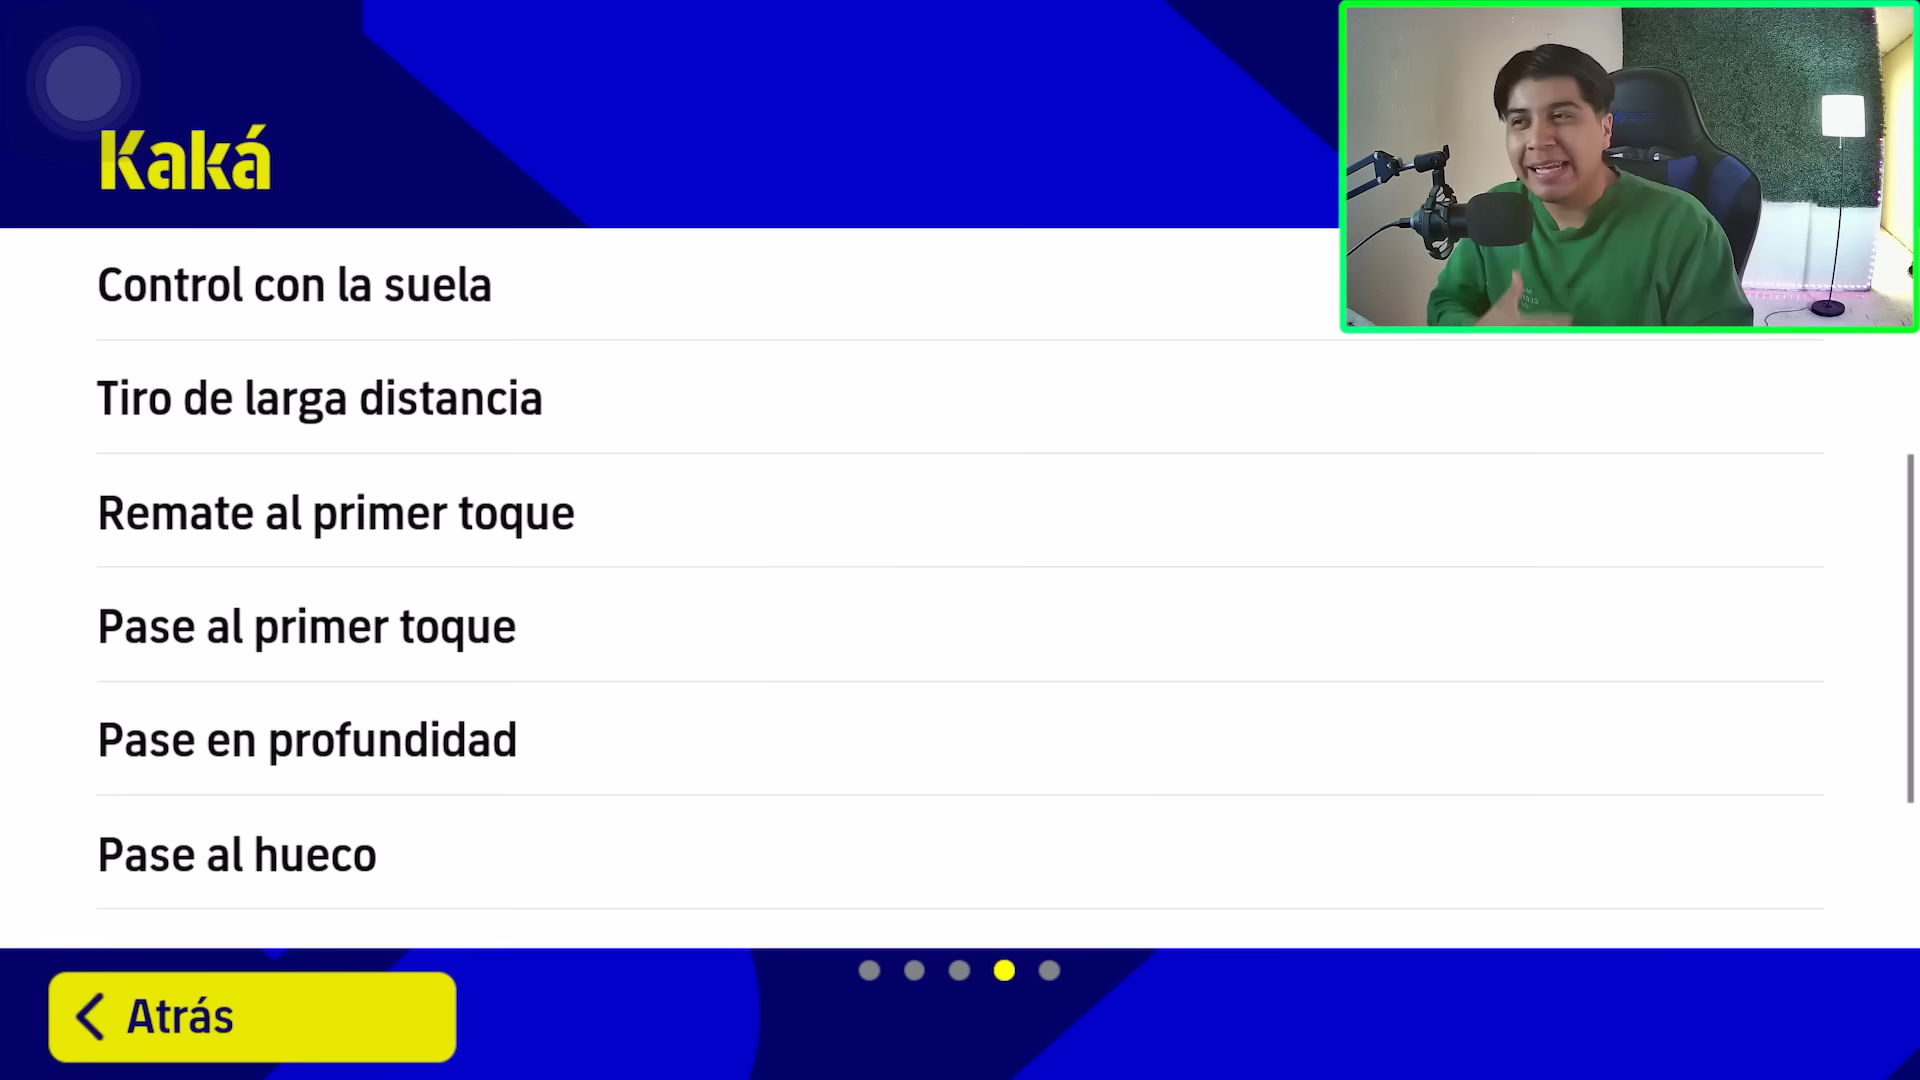 Kaká
Control con la suela
Tiro de larga distancia
Remate al primer toque
Pase al primer toque
Pase en profundidad
Pase al hueco
Atrás